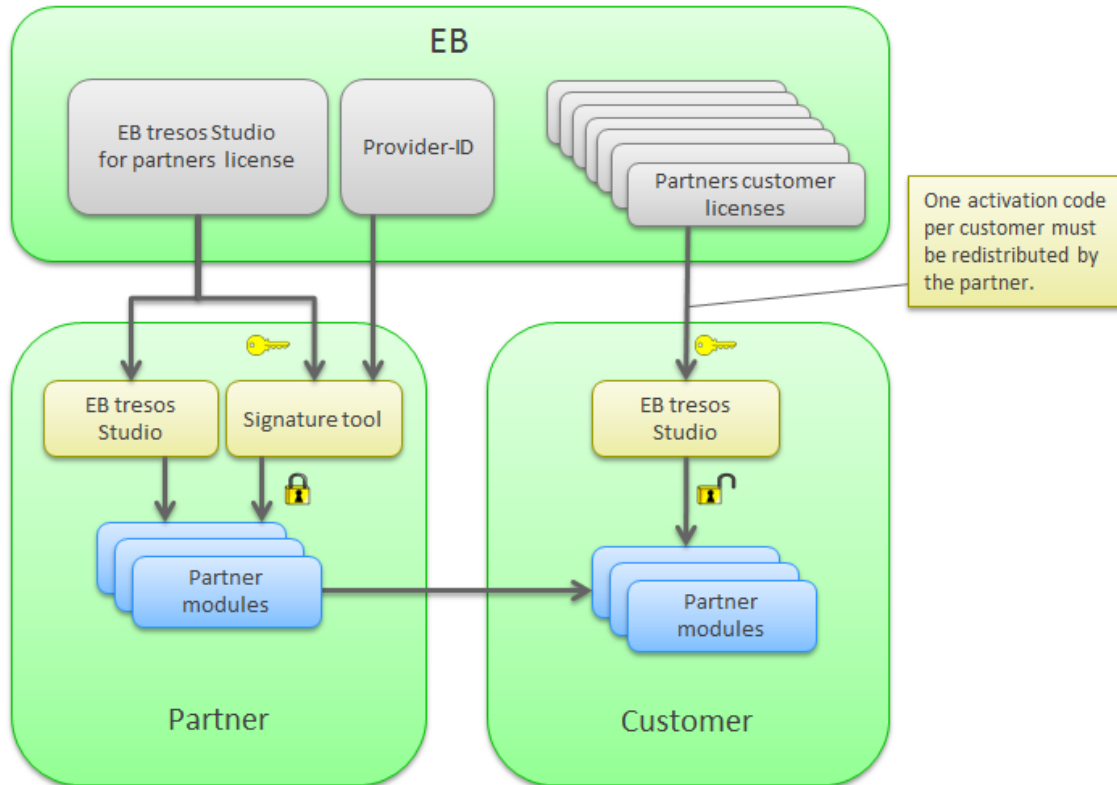 EB
EB tresos Studio
for partners license
Provider-ID
Partners customer
licenses
One activation code
per customer must
be redistributed by
the partner.
EB tresos
Studio
Signature tool
EB tresos
Studio
Partner
modules
Partner
modules
Partner
Customer